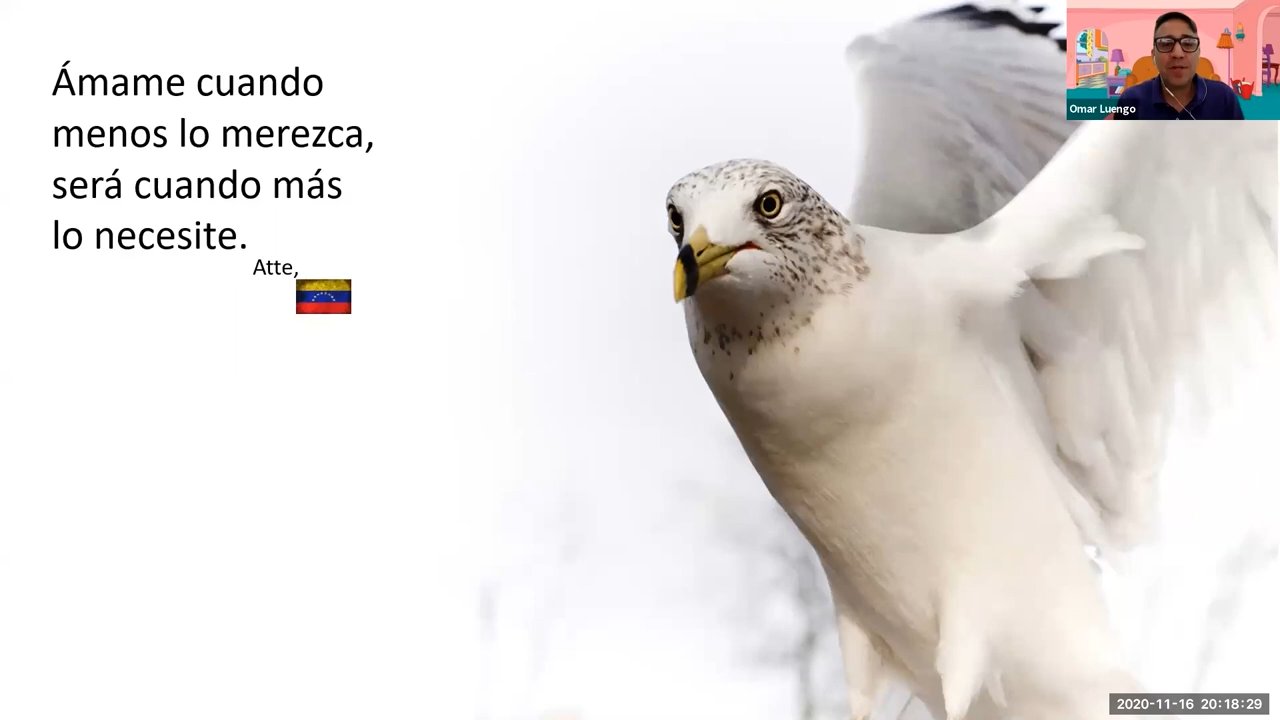 Ámame cuando
menos lo merezca,
será cuando más
lo necesite.
Atte,
Omar Luengo
2020-11-16 20:18:29